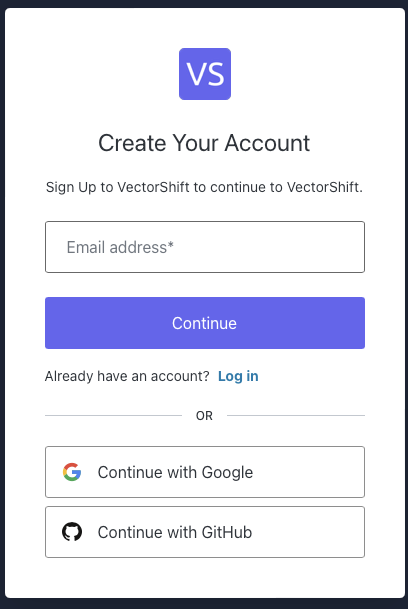 VS
Create Your Account
Sign Up to VectorShift to continue to VectorShift.
Email address*
Continue
Already have an account? Log in
OR
Continue with Google
Continue with GitHub